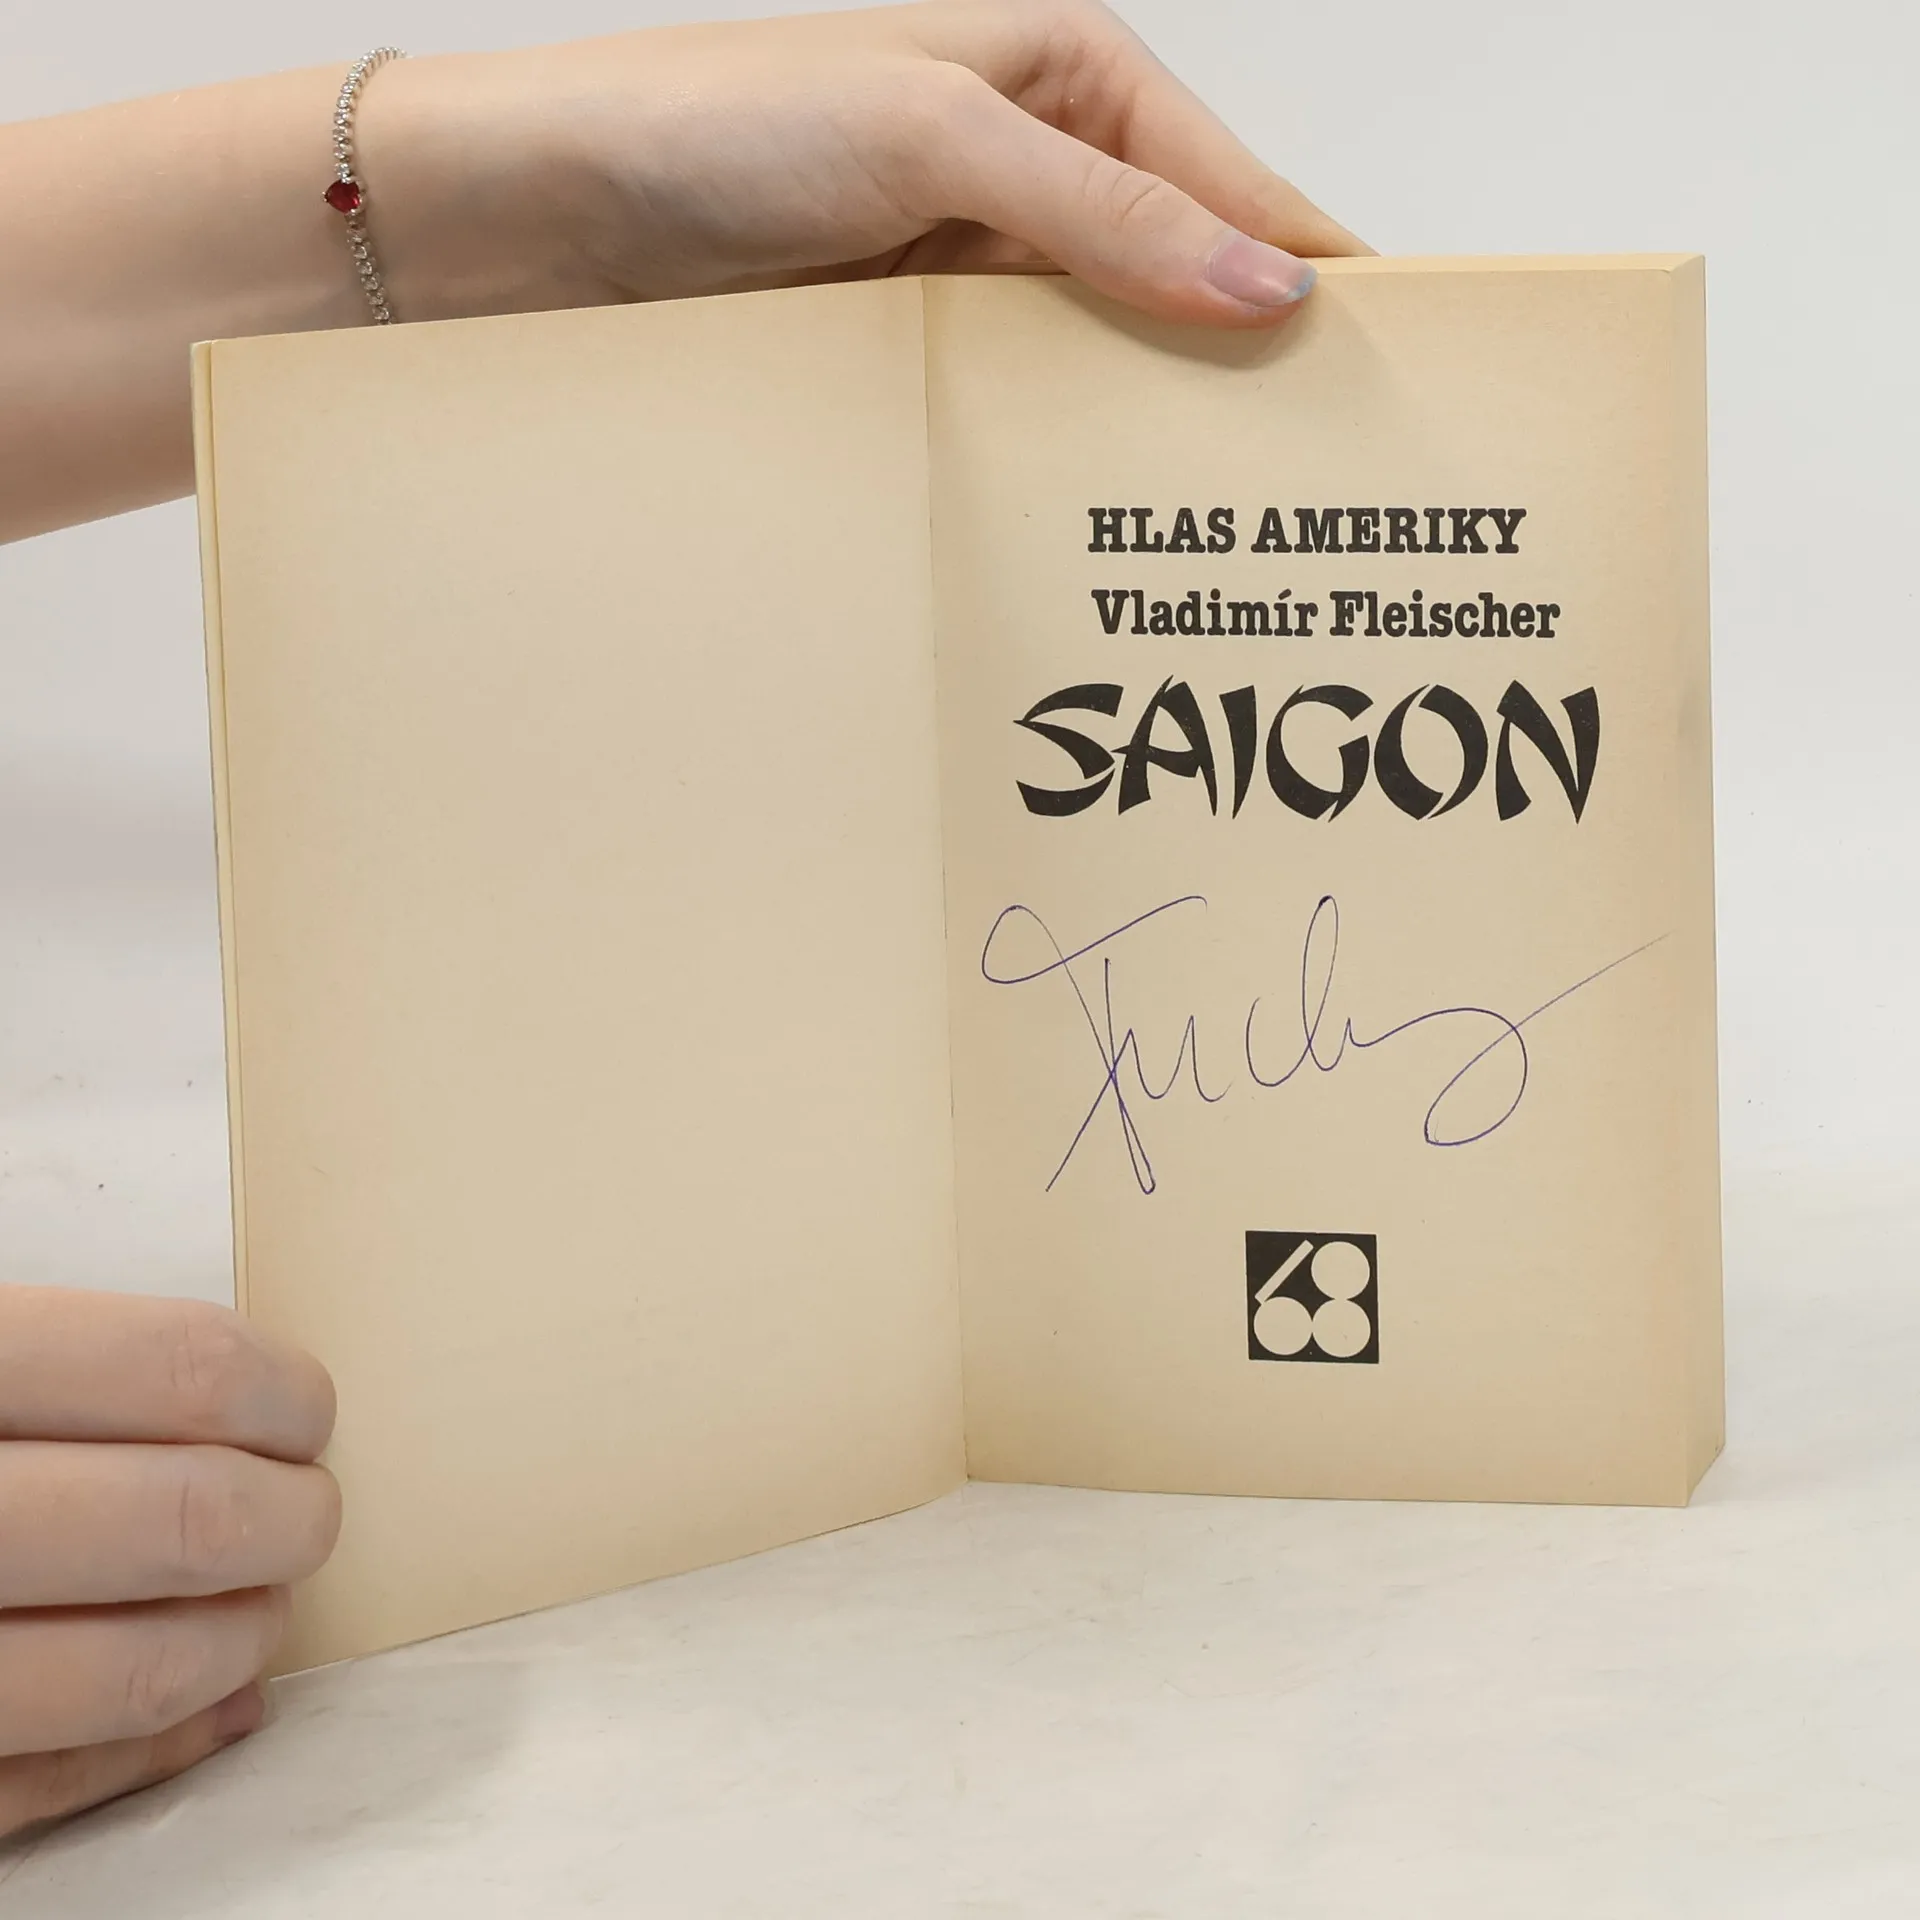 HLAS AMERIKY
Vladimír Fleischer
SAIGON
68